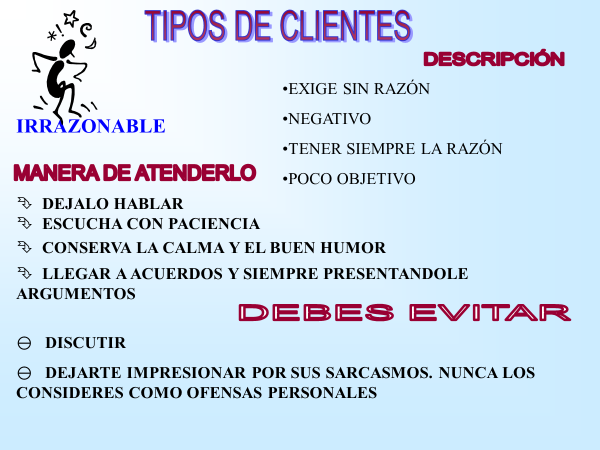 TIPOS DE CLIENTES
DESCRIPCIÓN
•EXIGE SIN RAZÓN
•NEGATIVO
•TENER SIEMPRE LA RAZÓN
•POCO OBJETIVO
IRRAZONABLE
MANERA DE ATENDERLO
DEJALO HABLAR
ESCUCHA CON PACIENCIA
CONSERVA LA CALMA Y EL BUEN HUMOR
LLEGAR A ACUERDOS Y SIEMPRE PRESENTANDOLE
ARGUMENTOS
DEBES EVITAR
DISCUTIR
DEJARTE IMPRESIONAR POR SUS SARCASMOS. NUNCA LOS
CONSIDERES COMO OFENSAS PERSONALES